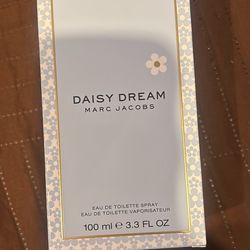 DAISY DREAM
MARC JACOBS
EAU DE TOILETTE SPRAY
EAU DE TOILETTE VAPORISATEUR
100 ml ℮ 3.3 FL OZ